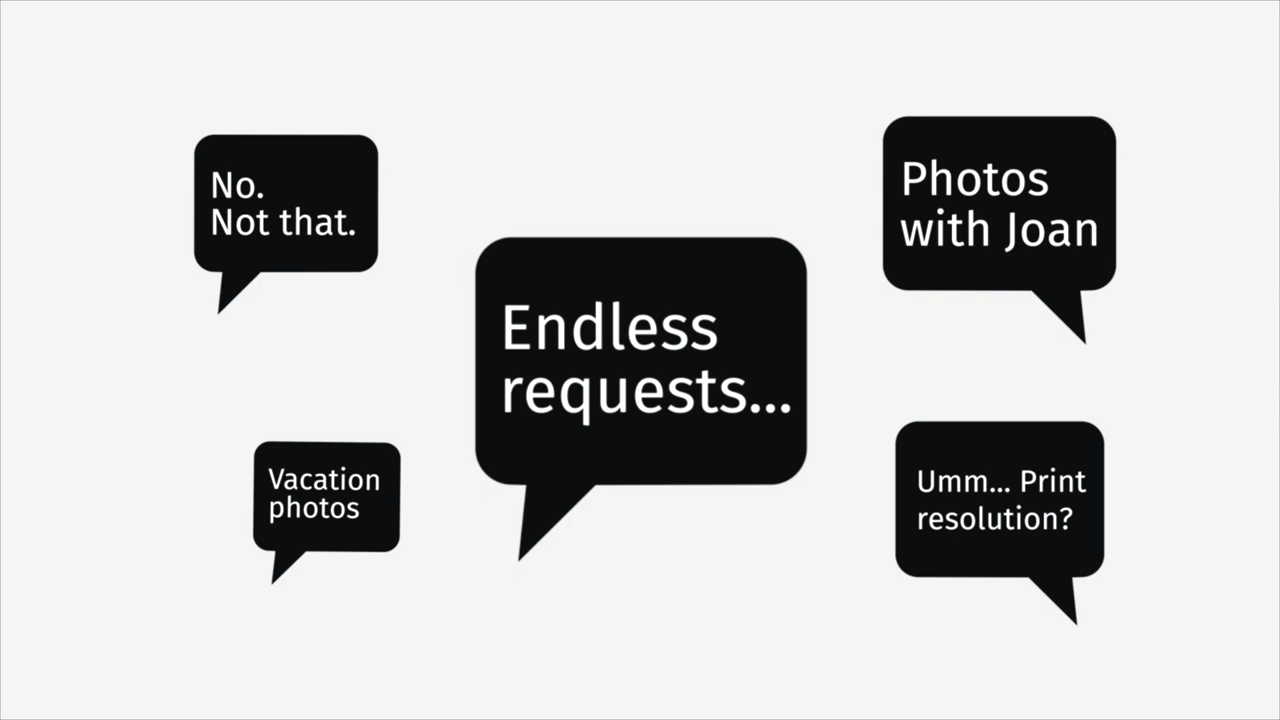 No.
Not that.
Photos
with Joan
Endless
requests...
Vacation
photos
Umm... Print
resolution?